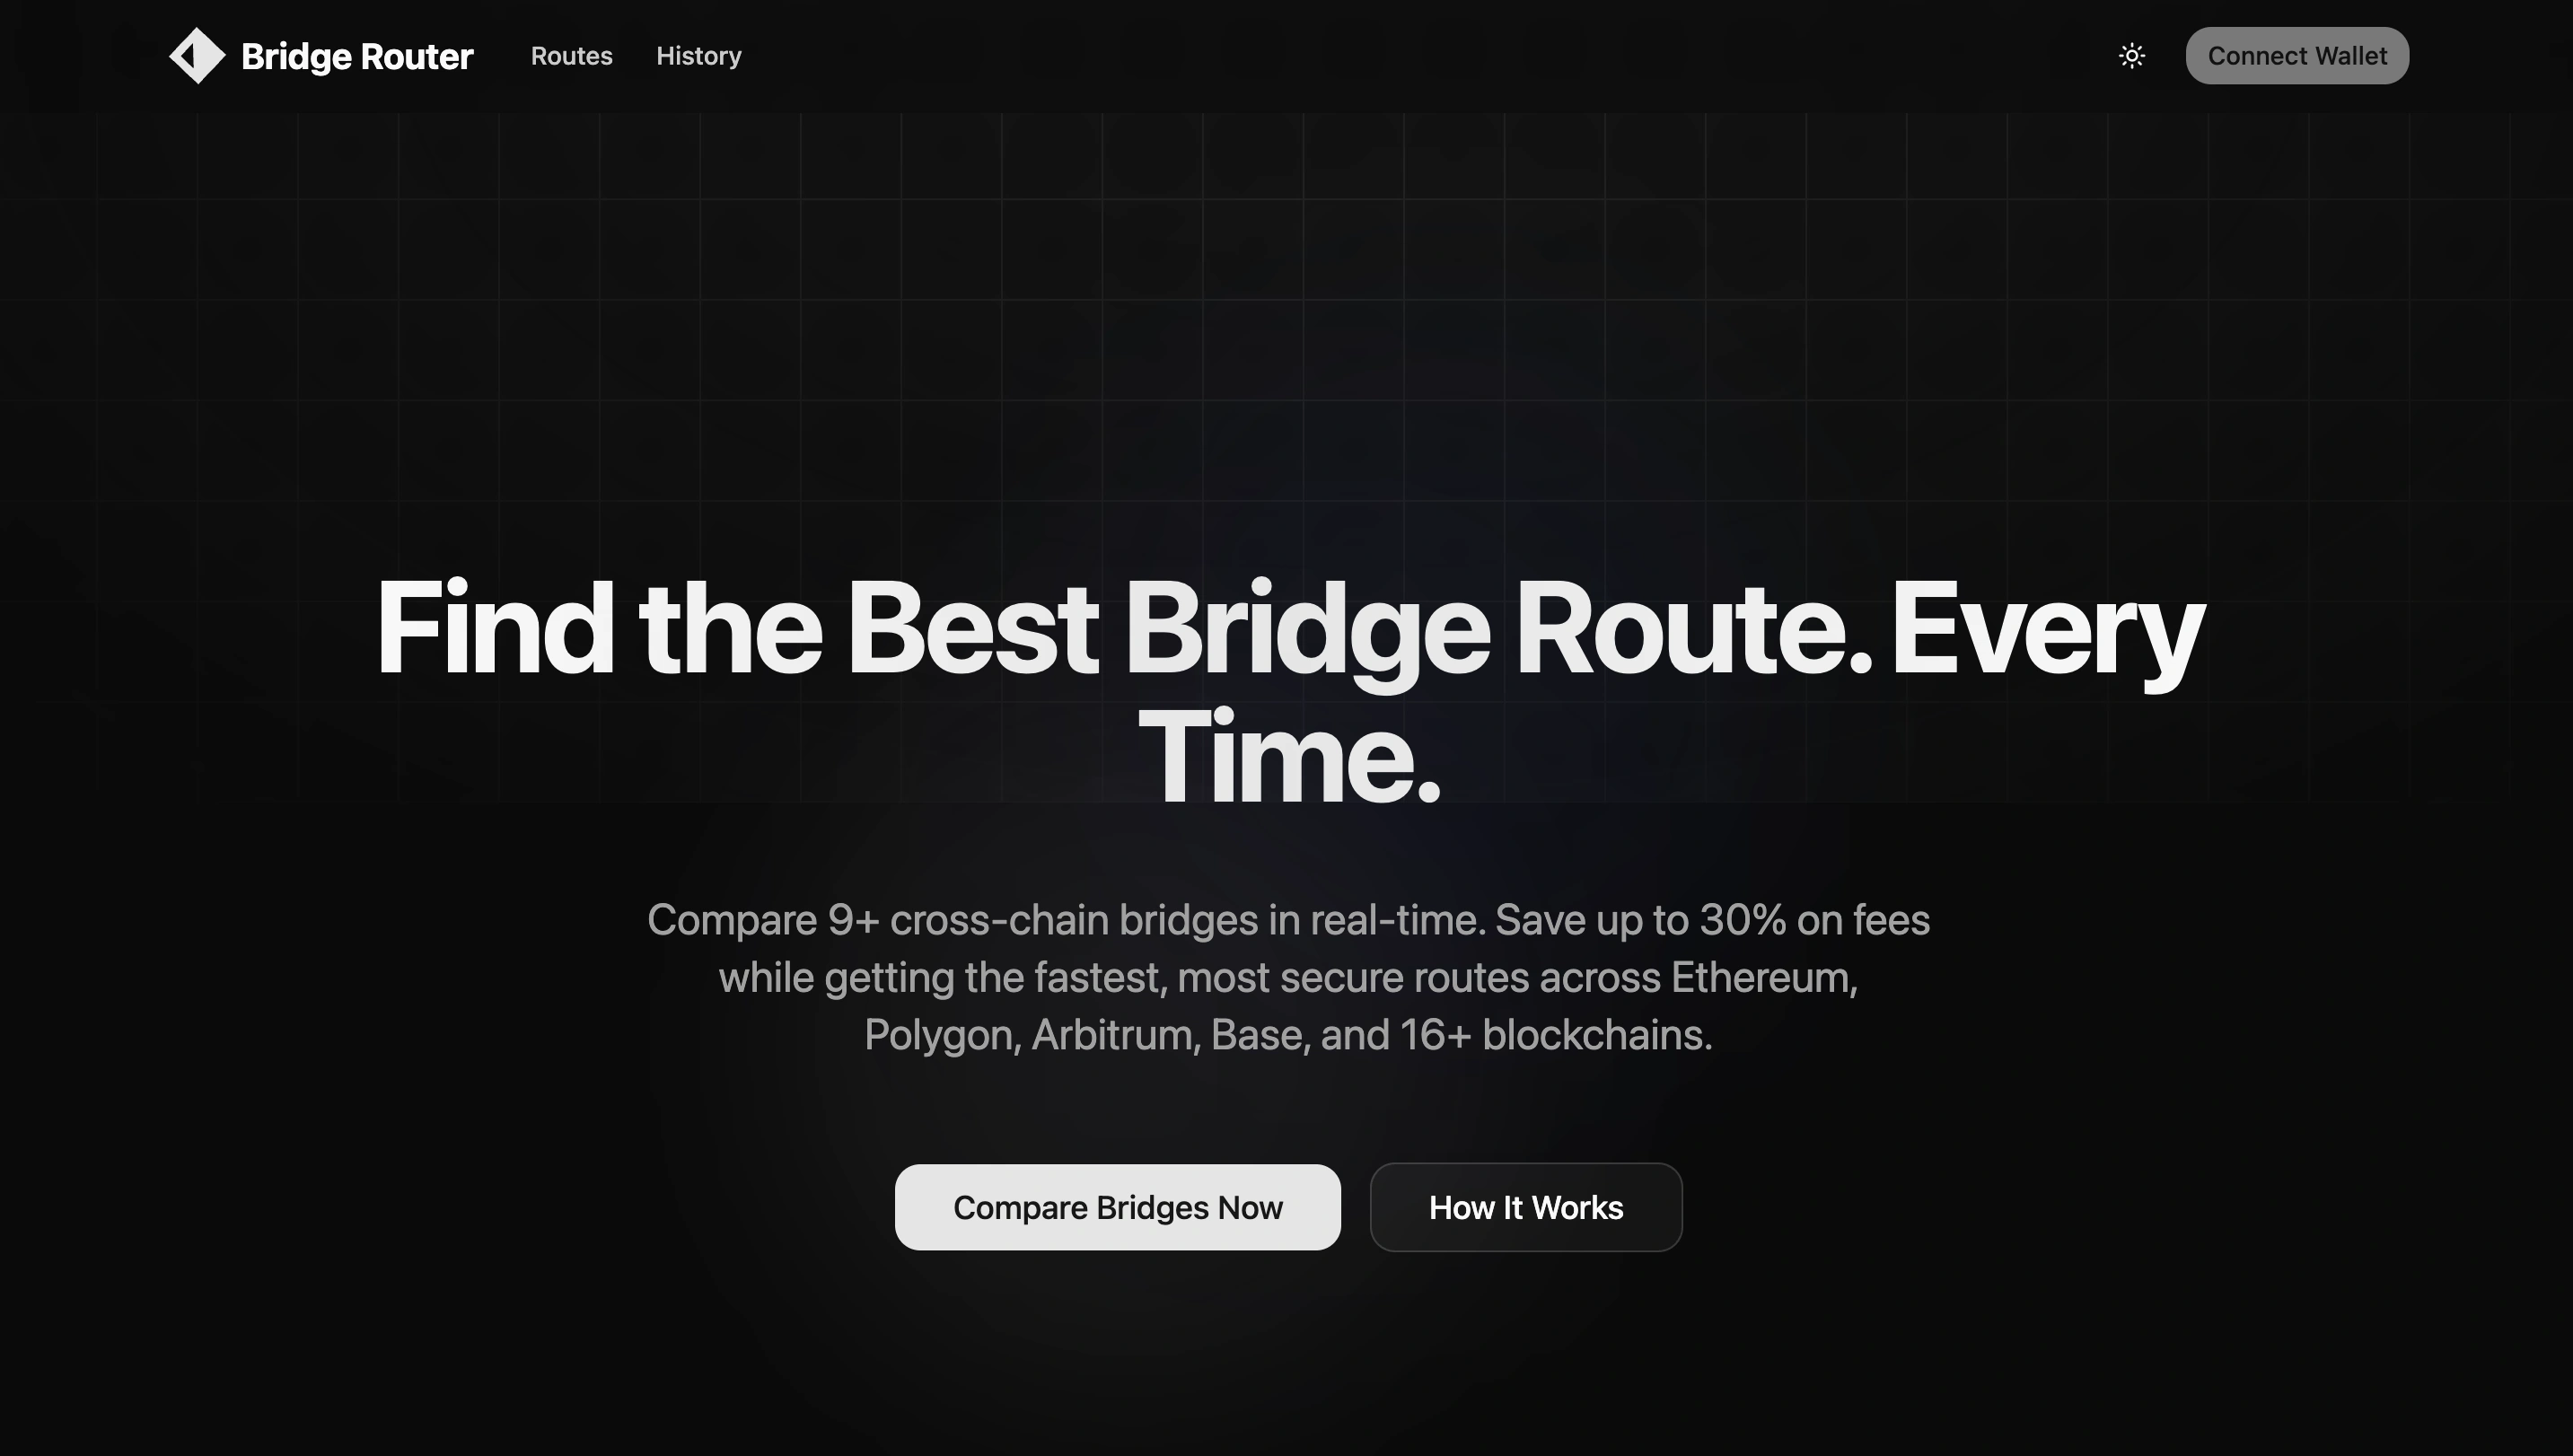 Bridge Router
Routes
History
Connect Wallet
Find the Best Bridge Route. Every
Time.
Compare 9+ cross-chain bridges in real-time. Save up to 30% on fees
while getting the fastest, most secure routes across Ethereum,
Polygon, Arbitrum, Base, and 16+ blockchains.
Compare Bridges Now
How It Works